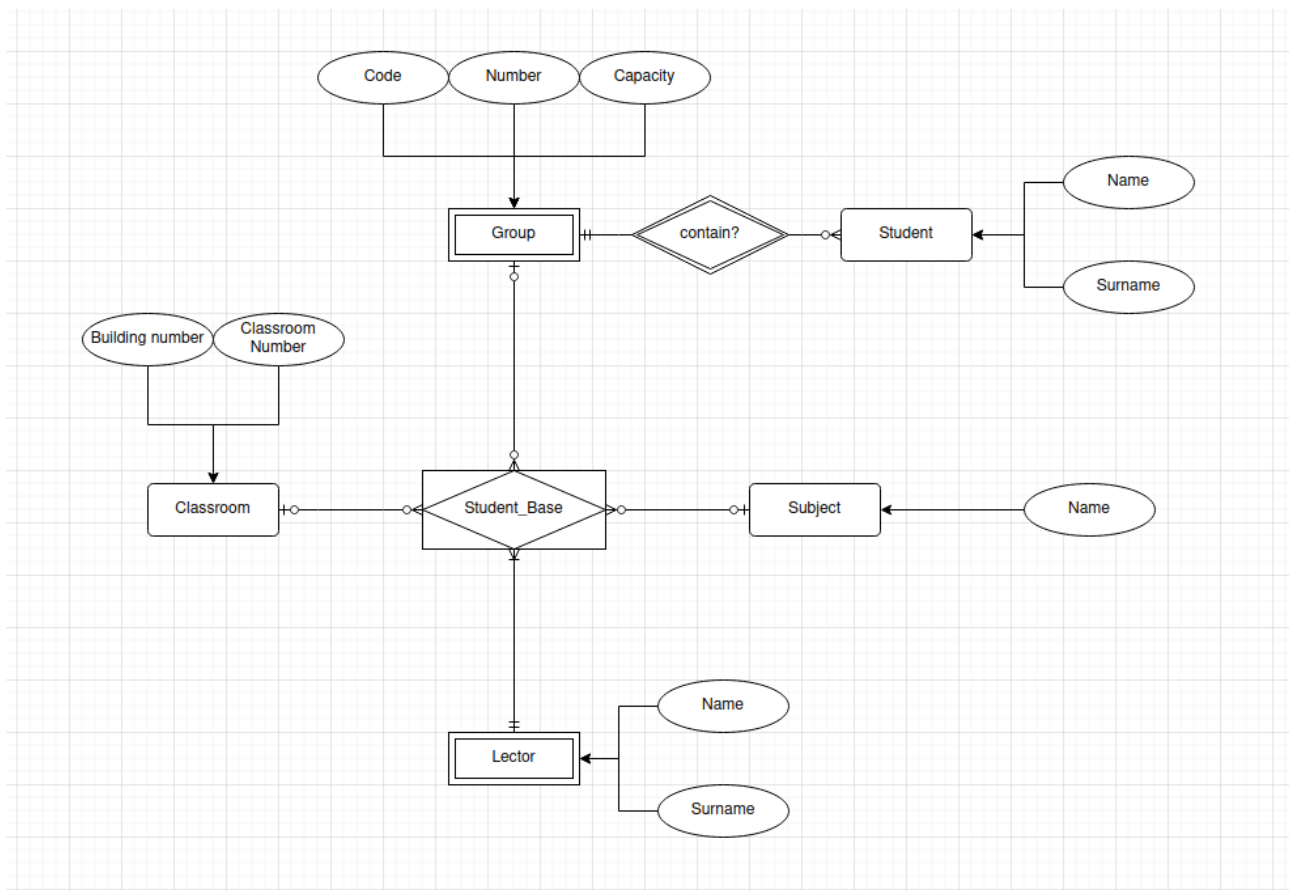 Code
Number
Capacity
Name
Group
contain?
Student
Surname
Building number
Classroom
Number
Classroom
Student_Base
Subject
Name
Name
Lector
Surname